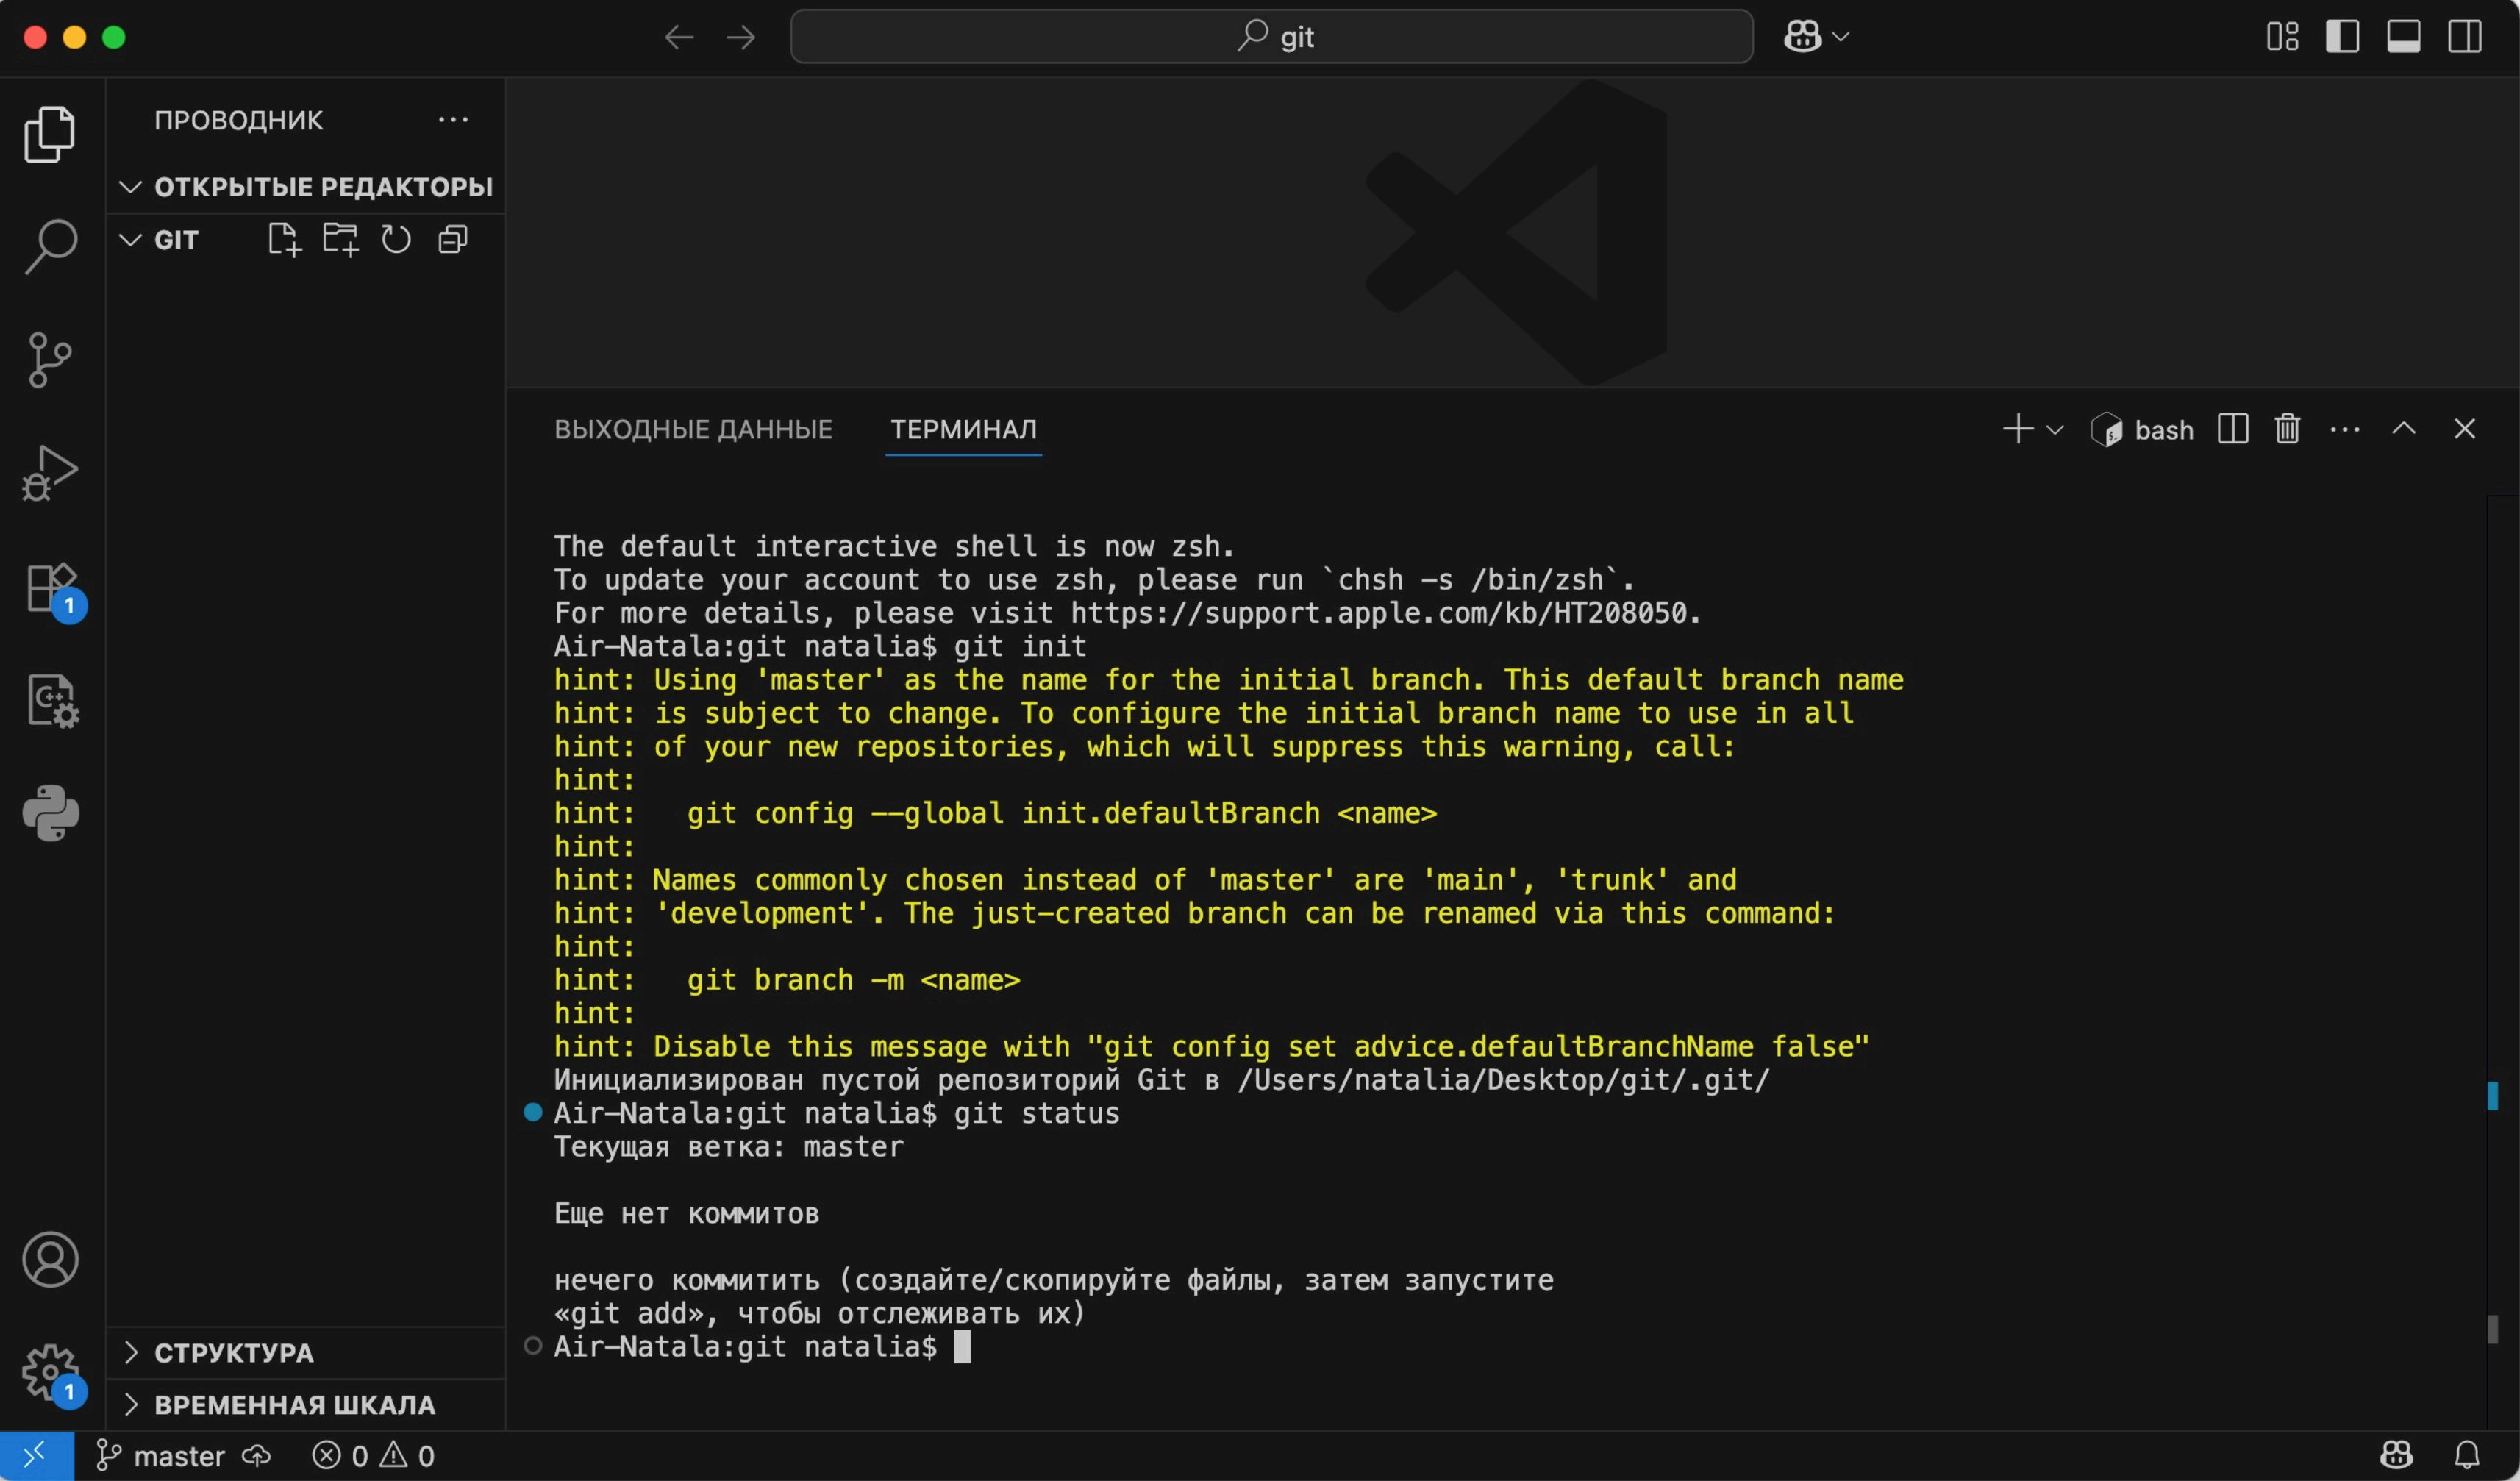 git
ПРОВОДНИК
ОТКРЫТЫЕ РЕДАКТОРЫ
GIT
ВЫХОДНЫЕ ДАННЫЕ
ТЕРМИНАЛ
bash
The default interactive shell is now zsh.
To update your account to use zsh, please run `chsh -s /bin/zsh`.
For more details, please visit https://support.apple.com/kb/HT208050.
Air-Natala:git natalia$ git init
hint: Using 'master' as the name for the initial branch. This default branch name
hint: is subject to change. To configure the initial branch name to use in all
hint: of your new repositories, which will suppress this warning, call:
hint:
hint:   git config --global init.defaultBranch <name>
hint:
hint: Names commonly chosen instead of 'master' are 'main', 'trunk' and
hint: 'development'. The just-created branch can be renamed via this command:
hint:
hint:   git branch -m <name>
hint:
hint: Disable this message with "git config set advice.defaultBranchName false"
Инициализирован пустой репозиторий Git в /Users/natalia/Desktop/git/.git/
Air-Natala:git natalia$ git status
Текущая ветка: master
Еще нет коммитов
нечего коммитить (создайте/скопируйте файлы, затем запустите
«git add», чтобы отслеживать их)
Air-Natala:git natalia$
1
C++
1
СТРУКТУРА
ВРЕМЕННАЯ ШКАЛА
master
0
0